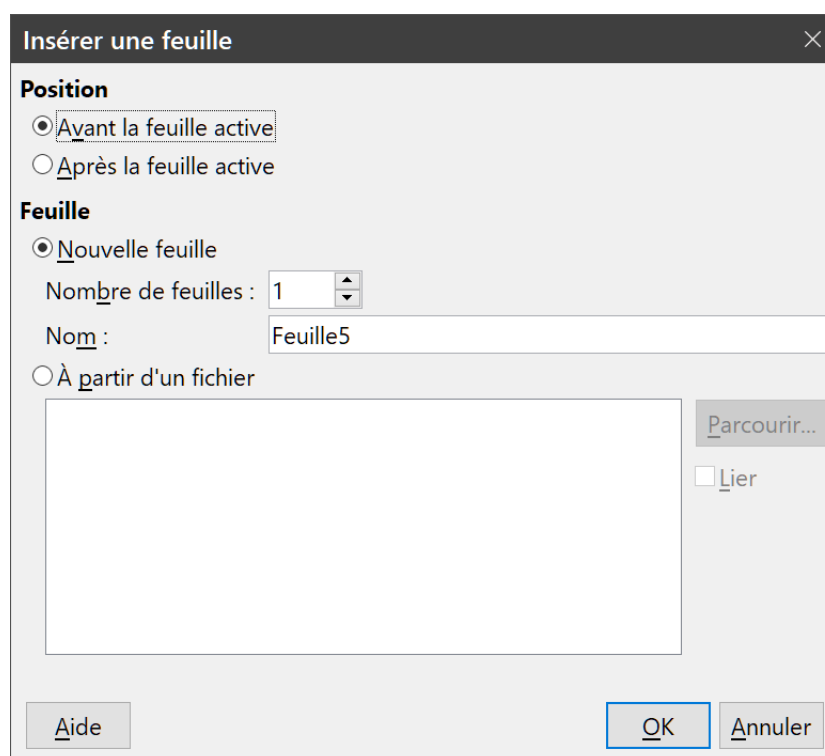 Insérer une feuille
Position
Avant la feuille active
Après la feuille active
Feuille
Nouvelle feuille
Nombre de feuilles : 1
Nom : Feuille5
À partir d'un fichier
Parcourir...
Lier
Aide OK Annuler